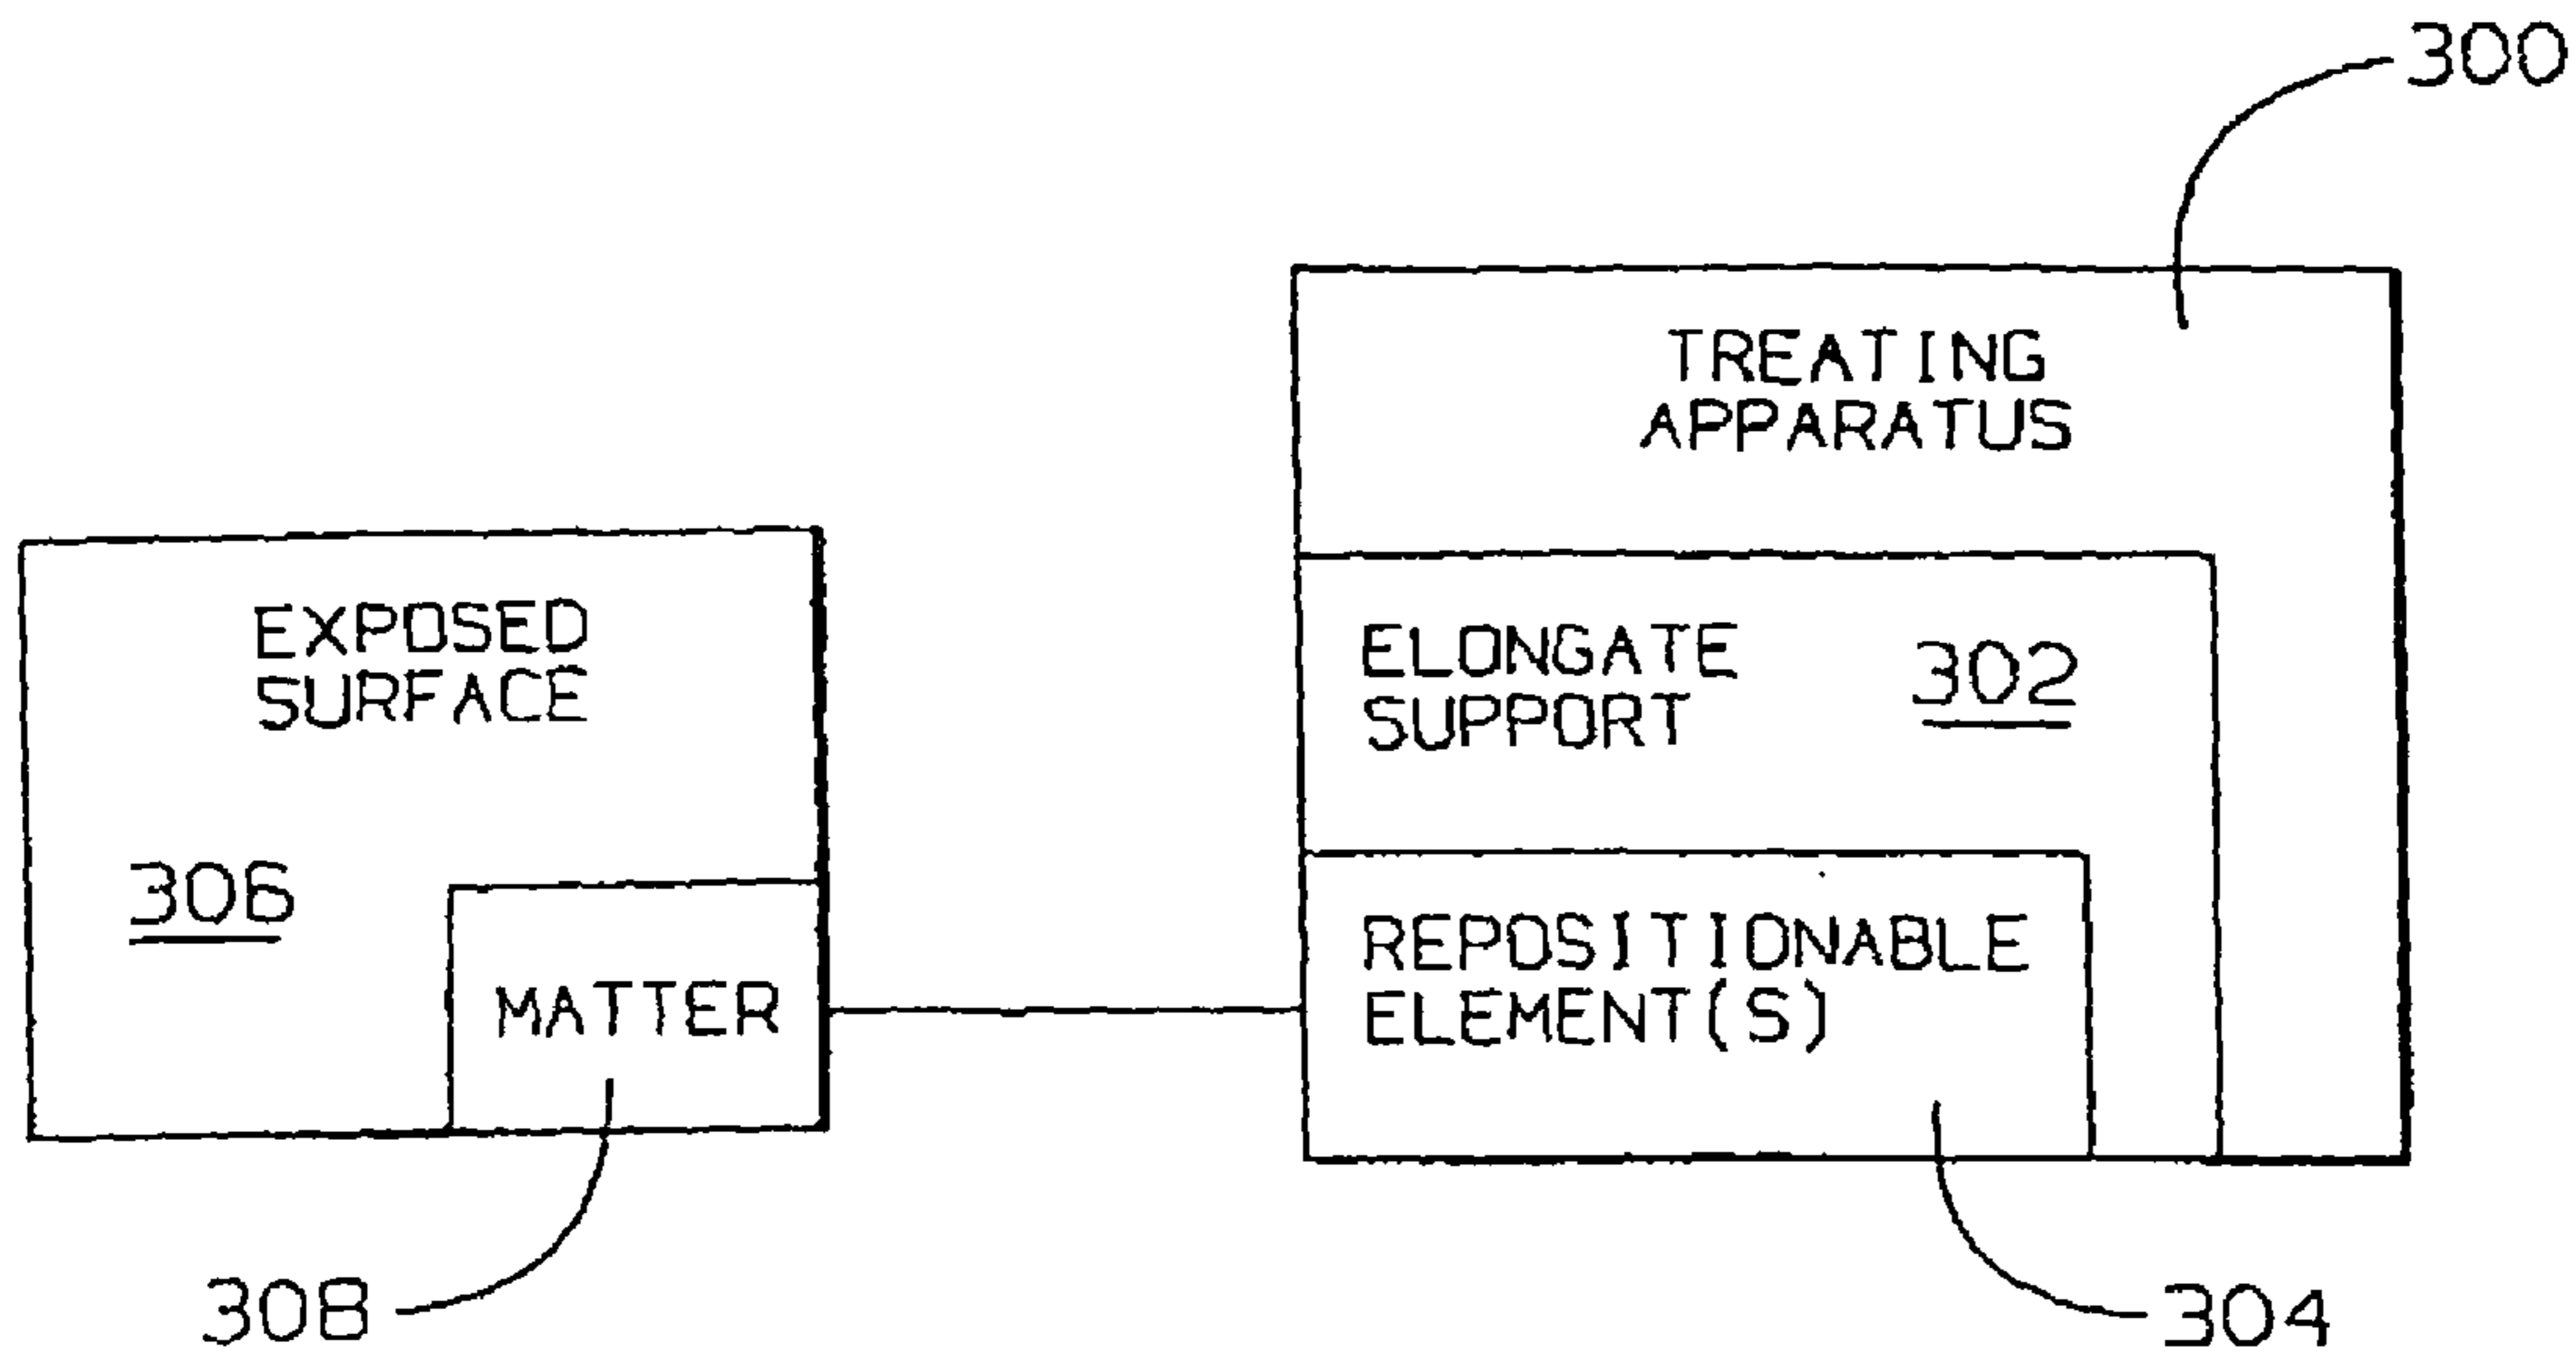 300
TREATING
APPARATUS
EXPOSED
SURFACE
306
MATTER
308
ELONGATE
SUPPORT
302
REPOSITIONABLE
ELEMENT(S)
304